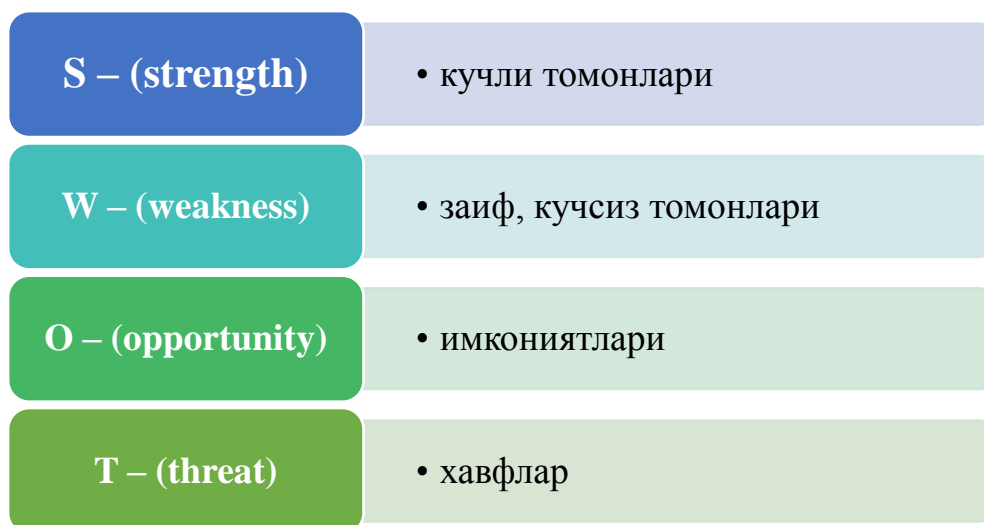 S – (strength)
• кучли томонлари
W – (weakness)
• заиф, кучсиз томонлари
O – (opportunity)
• имкониятлари
T – (threat)
• хавфлар